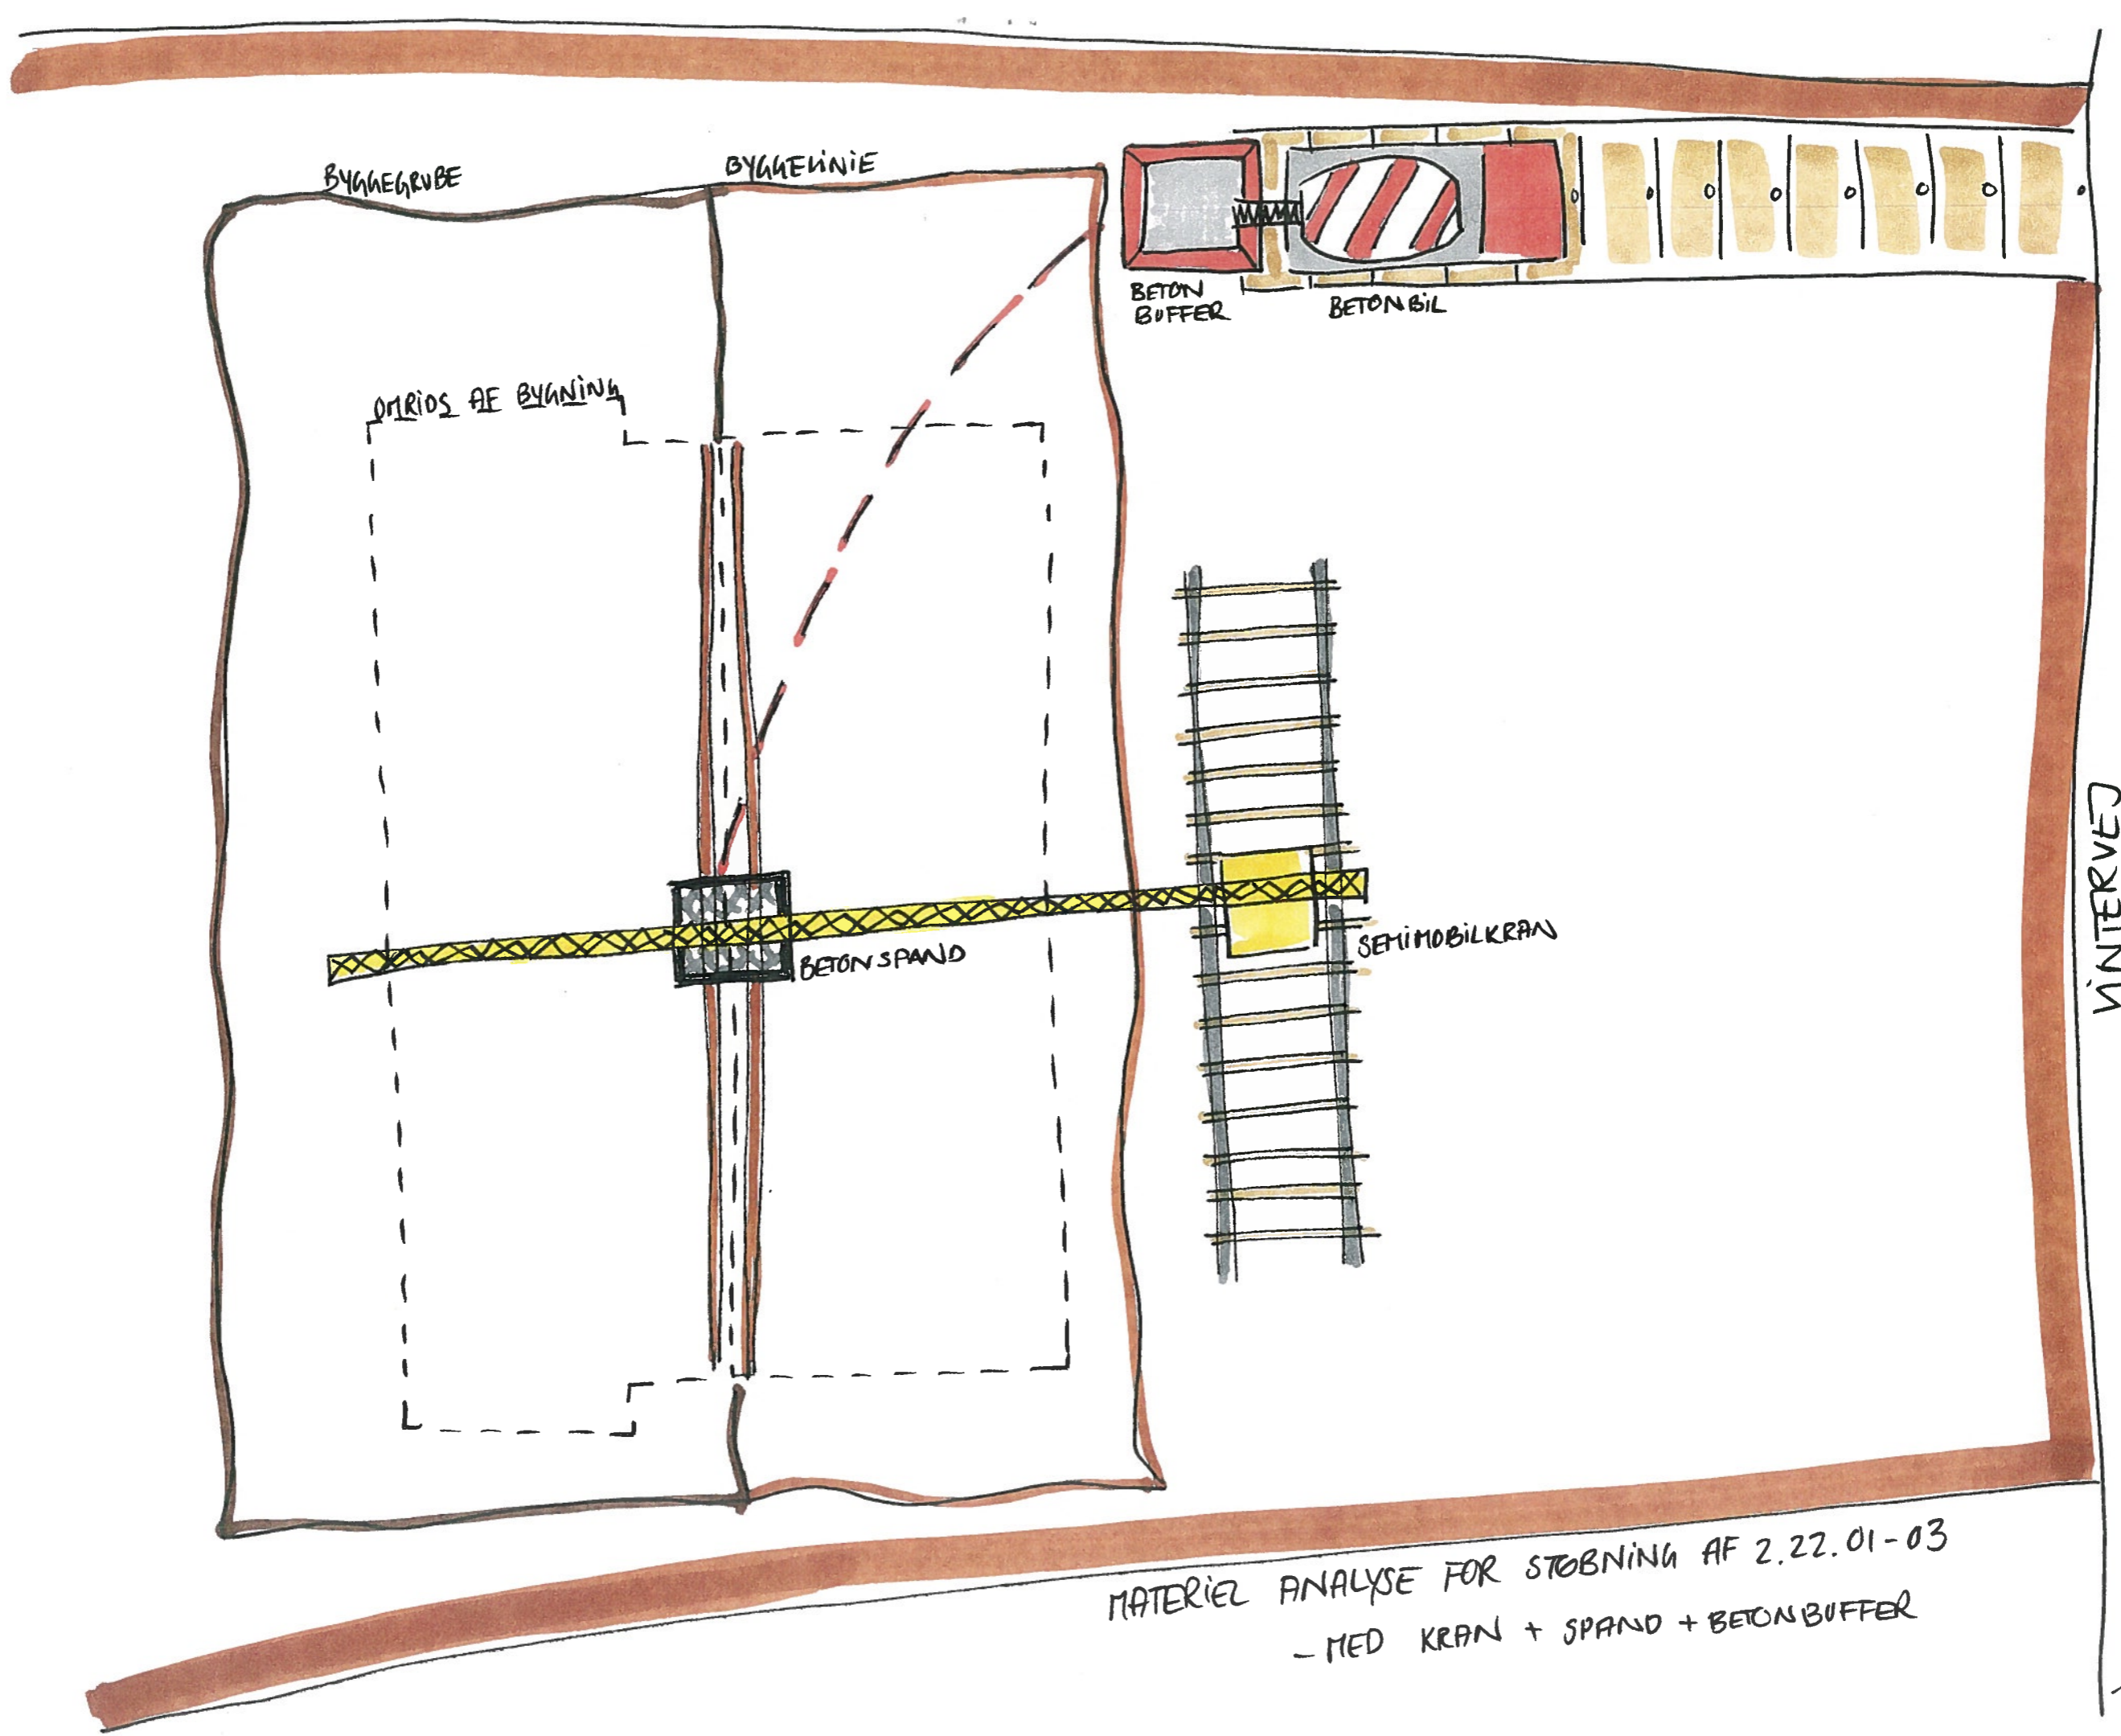 BYGGEGRUBE
BYGGELINIE
BETON
BUFFER
BETONBIL
OMRIDS AF BYGNING
BETONSPAND
SEMIMOBILKRAN
VINTERVEJ
MATERIEL ANALYSE FOR STØBNING AF 2.22.01-03
- MED KRAN + SPAND + BETONBUFFER